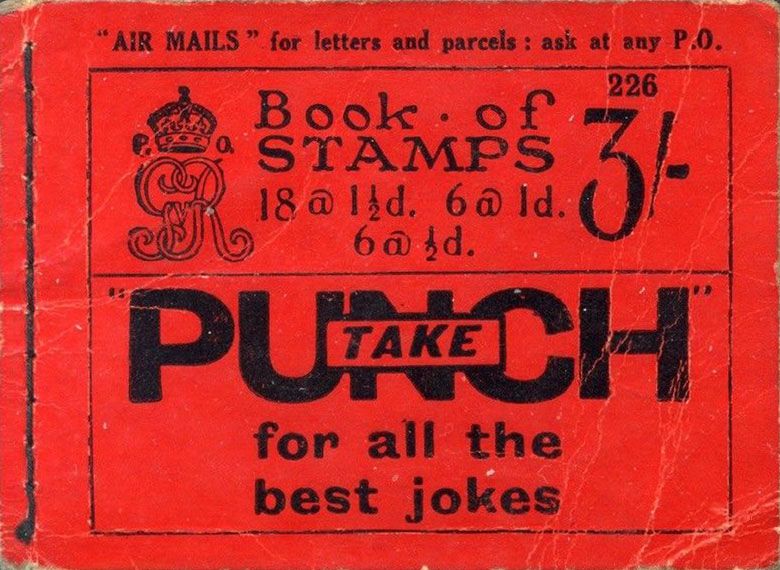 "AIR MAILS" for letters and parcels : ask at any P.O.
226
P. O.
GvR
Book · of
STAMPS
3/-
18 @ 1½d. 6 @ 1d.
6 @ ½d.
"PUNCH"
TAKE
for all the
best jokes